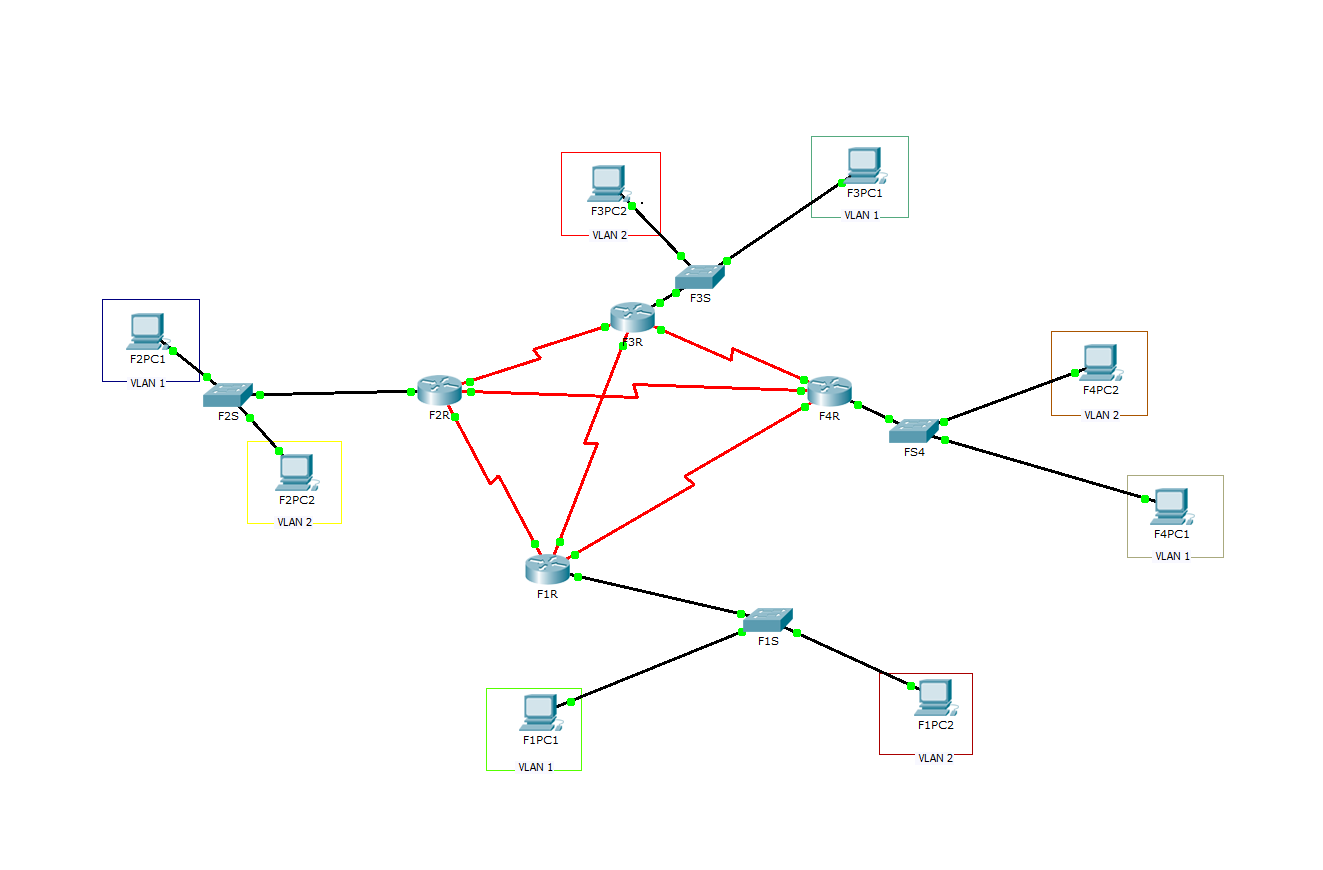 F3PC1
VLAN 1
F3PC2
VLAN 2
F3S
F3R
F2PC1
VLAN 1
F2S
F2R
F4R
F4PC2
VLAN 2
FS4
F2PC2
VLAN 2
F4PC1
VLAN 1
F1R
F1S
F1PC1
VLAN 1
F1PC2
VLAN 2